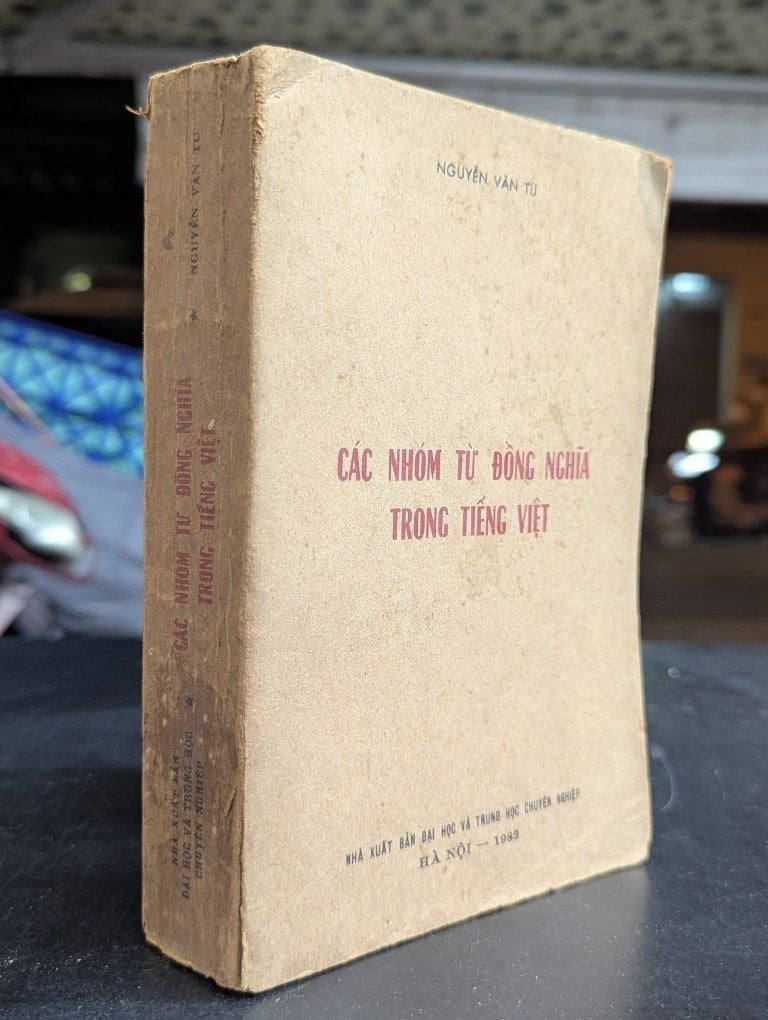 NGUYỄN VĂN TU
CÁC NHÓM TỪ ĐỒNG NGHĨA
TRONG TIẾNG VIỆT
NHÀ XUẤT BẢN ĐẠI HỌC VÀ TRUNG HỌC CHUYÊN NGHIỆP
HÀ NỘI — 1982
NGUYỄN VĂN TU
CÁC NHÓM TỪ ĐỒNG NGHĨA
TRONG TIẾNG VIỆT
NHÀ XUẤT BẢN
ĐẠI HỌC VÀ TRUNG HỌC
CHUYÊN NGHIỆP